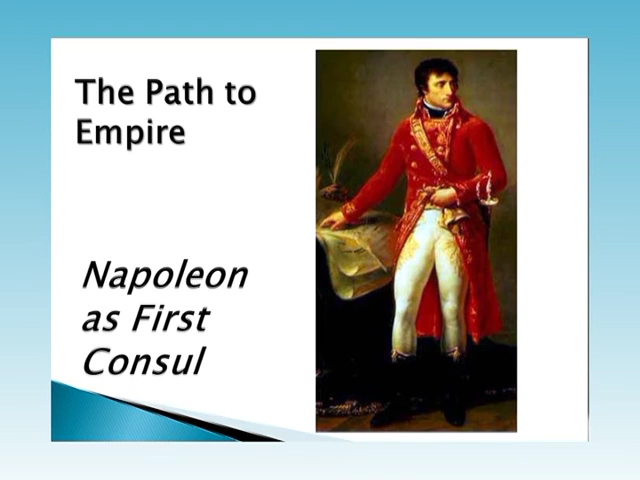 The Path to
Empire
Napoleon
as First
Consul